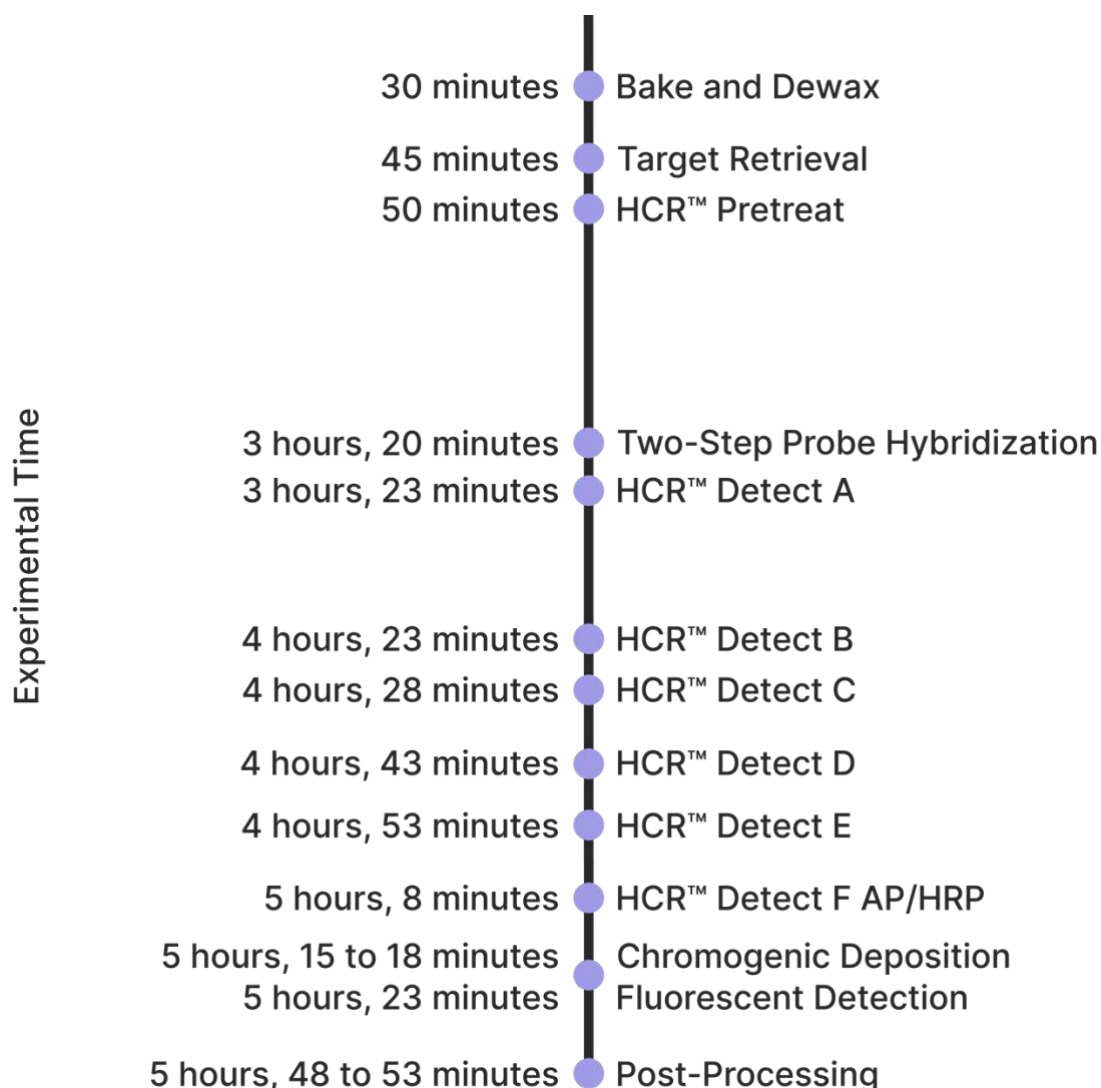 30 minutes Bake and Dewax
45 minutes Target Retrieval
50 minutes HCR™ Pretreat
Experimental Time
3 hours, 20 minutes Two-Step Probe Hybridization
3 hours, 23 minutes HCR™ Detect A
4 hours, 23 minutes HCR™ Detect B
4 hours, 28 minutes HCR™ Detect C
4 hours, 43 minutes HCR™ Detect D
4 hours, 53 minutes HCR™ Detect E
5 hours, 8 minutes HCR™ Detect F AP/HRP
5 hours, 15 to 18 minutes Chromogenic Deposition
5 hours, 23 minutes Fluorescent Detection
5 hours, 48 to 53 minutes Post-Processing